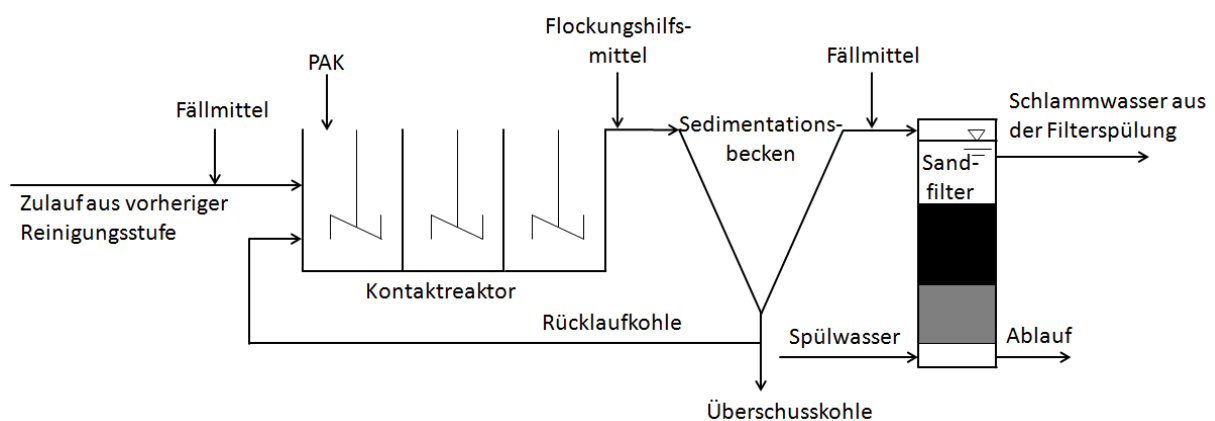 Flockungshilfs-
mittel
PAK
Fällmittel
Fällmittel
Schlammwasser aus
der Filterspülung
Sedimentations-
becken
Sand-
filter
Zulauf aus vorheriger
Reinigungsstufe
Kontaktreaktor
Rücklaufkohle
Spülwasser
Ablauf
Überschusskohle